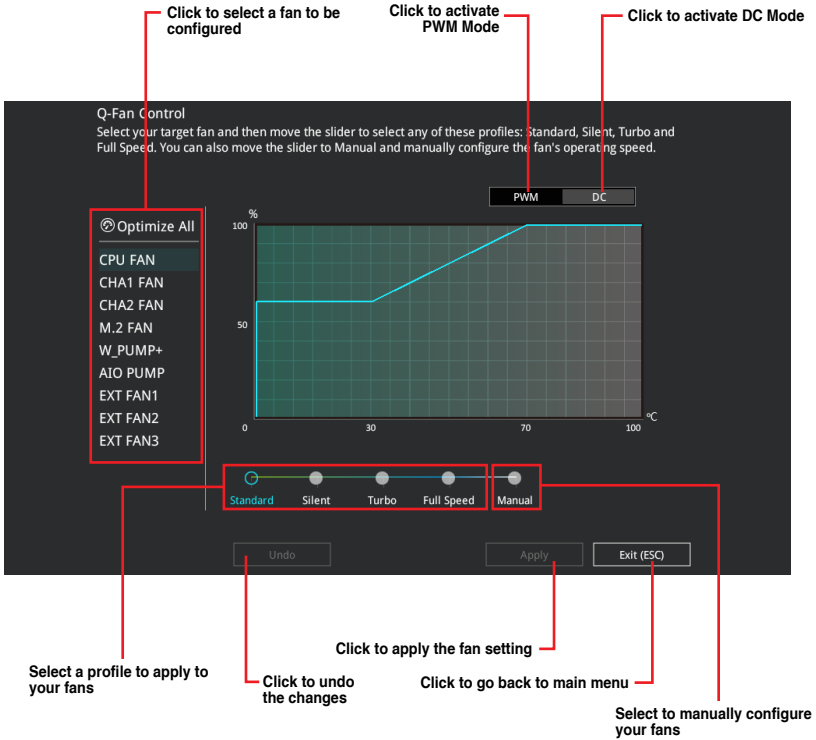 Click to select a fan to be
configured
Click to activate
PWM Mode
Click to activate DC Mode
Q-Fan Control
Select your target fan and then move the slider to select any of these profiles: Standard, Silent, Turbo and
Full Speed. You can also move the slider to Manual and manually configure the fan's operating speed.
PWM
DC
Optimize All
CPU FAN
CHA1 FAN
CHA2 FAN
M.2 FAN
W_PUMP+
AIO PUMP
EXT FAN1
EXT FAN2
EXT FAN3
%
100
50
0
30
70
100
°C
Standard
Silent
Turbo
Full Speed
Manual
Undo
Apply
Exit (ESC)
Click to apply the fan setting
Select a profile to apply to
your fans
Click to undo
the changes
Click to go back to main menu
Select to manually configure
your fans